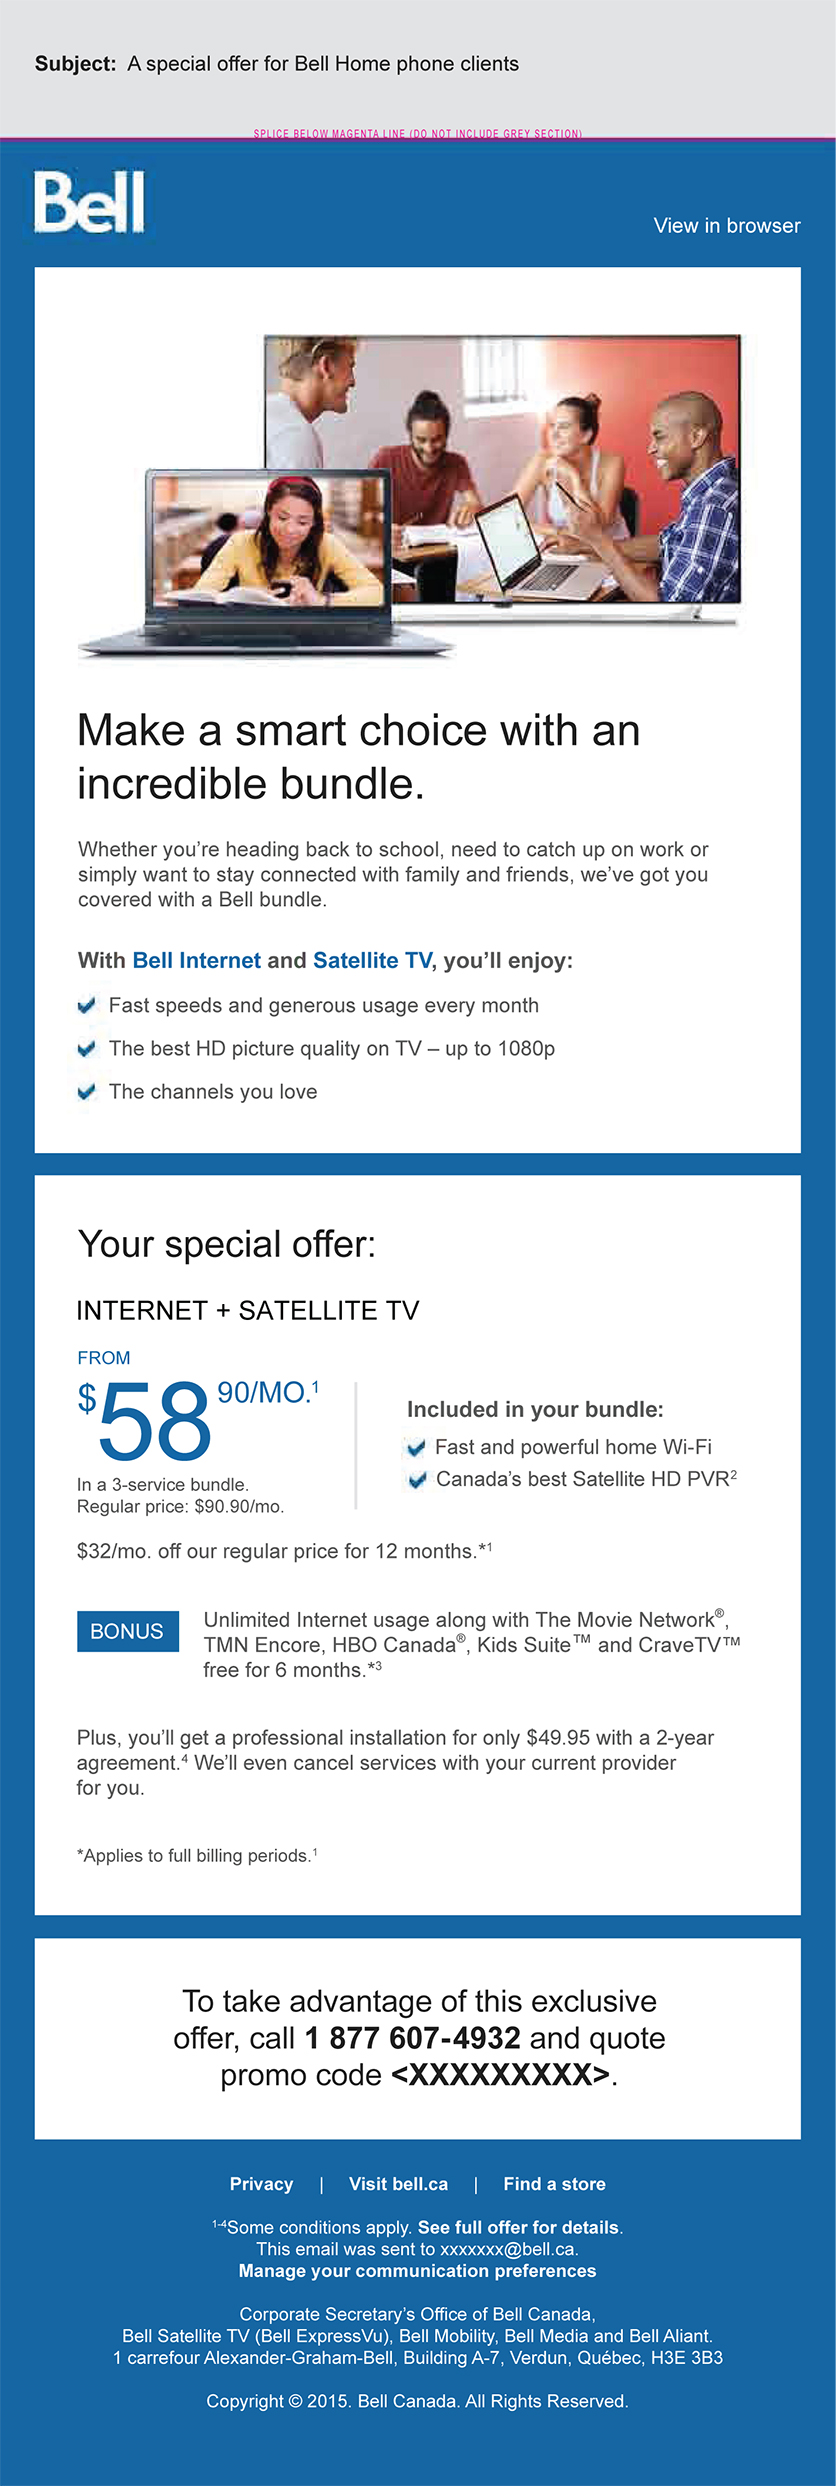 Subject: A special offer for Bell Home phone clients
SPLICE BELOW MAGENTA LINE (DO NOT INCLUDE GREY SECTION)
Bell
View in browser
Make a smart choice with an
incredible bundle.
Whether you’re heading back to school, need to catch up on work or
simply want to stay connected with family and friends, we’ve got you
covered with a Bell bundle.
With Bell Internet and Satellite TV, you’ll enjoy:
Fast speeds and generous usage every month
The best HD picture quality on TV – up to 1080p
The channels you love
Your special offer:
INTERNET + SATELLITE TV
FROM
$58 90/MO.¹
In a 3-service bundle.
Regular price: $90.90/mo.
Included in your bundle:
Fast and powerful home Wi-Fi
Canada’s best Satellite HD PVR²
$32/mo. off our regular price for 12 months.*¹
BONUS
Unlimited Internet usage along with The Movie Network®,
TMN Encore, HBO Canada®, Kids Suite™ and CraveTV™
free for 6 months.*³
Plus, you’ll get a professional installation for only $49.95 with a 2-year
agreement.⁴ We’ll even cancel services with your current provider
for you.
*Applies to full billing periods.¹
To take advantage of this exclusive
offer, call 1 877 607-4932 and quote
promo code <XXXXXXXXX>.
Privacy | Visit bell.ca | Find a store
¹⁻⁴Some conditions apply. See full offer for details.
This email was sent to xxxxxxx@bell.ca.
Manage your communication preferences
Corporate Secretary’s Office of Bell Canada,
Bell Satellite TV (Bell ExpressVu), Bell Mobility, Bell Media and Bell Aliant.
1 carrefour Alexander-Graham-Bell, Building A-7, Verdun, Québec, H3E 3B3
Copyright © 2015. Bell Canada. All Rights Reserved.